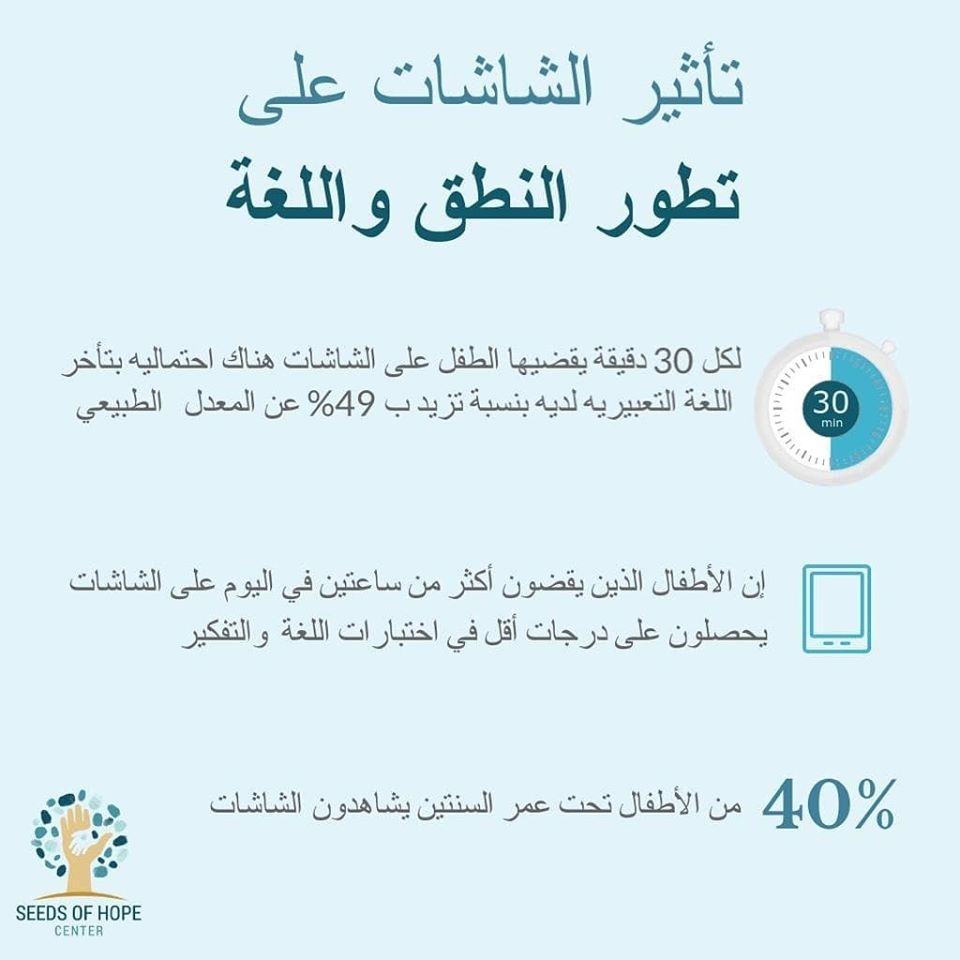 تأثير الشاشات على
تطور النطق واللغة
لكل 30 دقيقة يقضيها الطفل على الشاشات هناك احتماليه بتأخر
اللغة التعبيريه لديه بنسبة تزيد ب 49% عن المعدل الطبيعي
30
min
إن الأطفال الذين يقضون أكثر من ساعتين في اليوم على الشاشات
يحصلون على درجات أقل في اختبارات اللغة والتفكير
40% من الأطفال تحت عمر السنتين يشاهدون الشاشات
SEEDS OF HOPE
CENTER